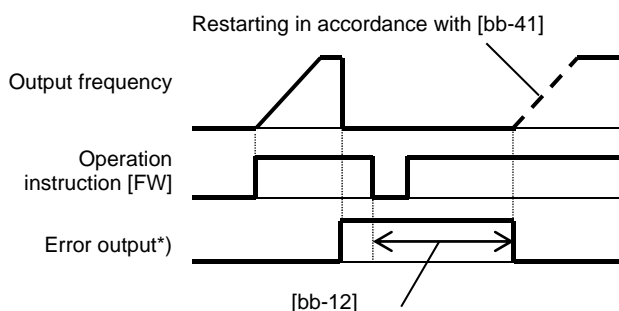 Restarting in accordance with [bb-41]
Output frequency
Operation
instruction [FW]
Error output*)
[bb-12]